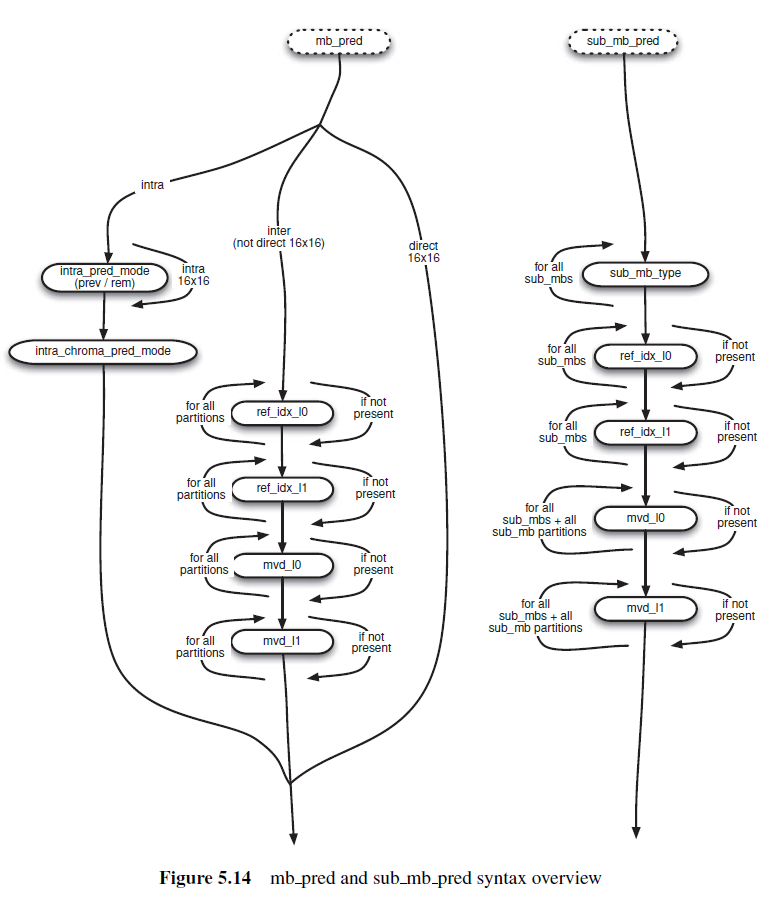 mb_pred
intra
inter
(not direct 16x16)
direct
16x16
intra_pred_mode
(prev / rem)
intra
16x16
intra_chroma_pred_mode
for all
partitions
ref_idx_l0
if not
present
for all
partitions
ref_idx_l1
if not
present
for all
partitions
mvd_l0
if not
present
for all
partitions
mvd_l1
if not
present
sub_mb_pred
for all
sub_mbs
sub_mb_type
for all
sub_mbs
ref_idx_l0
if not
present
for all
sub_mbs
ref_idx_l1
if not
present
for all
sub_mbs + all
sub_mb partitions
mvd_l0
if not
present
for all
sub_mbs + all
sub_mb partitions
mvd_l1
if not
present
Figure 5.14 mb_pred and sub_mb_pred syntax overview